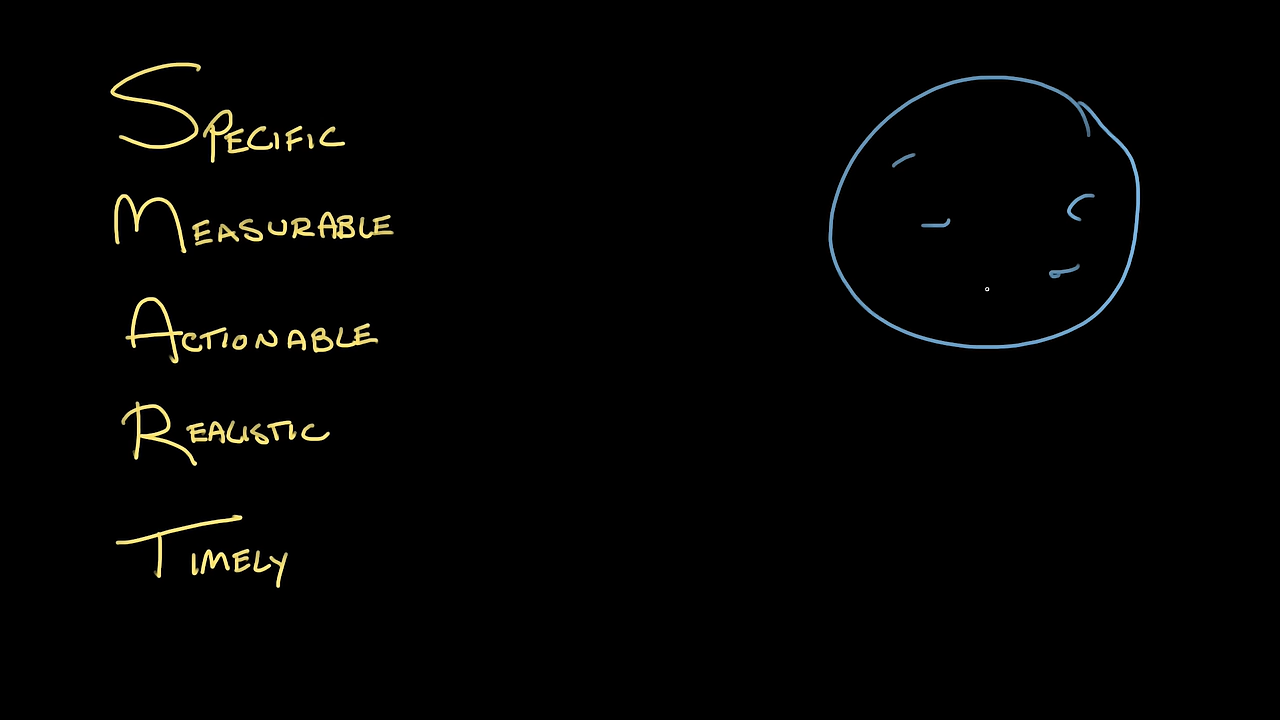 Specific
Measurable
Actionable
Realistic
Timely